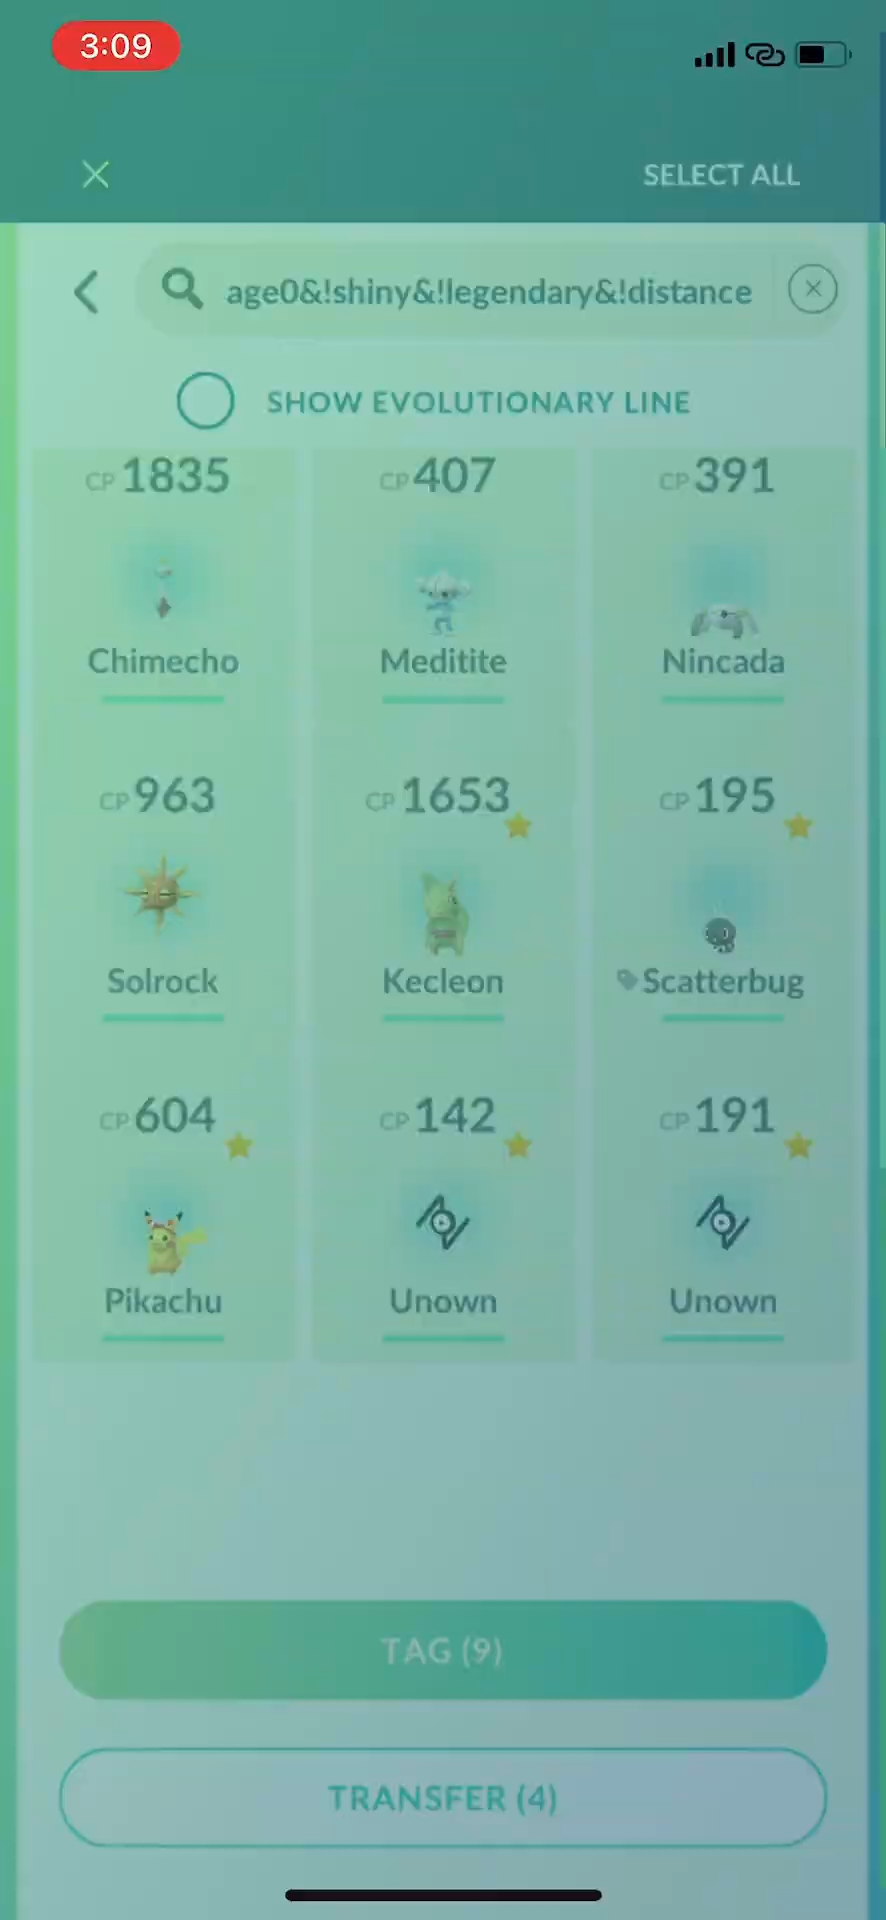 3:09
SELECT ALL
age0&!shiny&!legendary&!distance
SHOW EVOLUTIONARY LINE
CP 1835 CP 407 CP 391
Chimecho Meditite Nincada
CP 963 CP 1653 CP 195
Solrock Kecleon Scatterbug
CP 604 CP 142 CP 191
Pikachu Unown Unown
TAG (9)
TRANSFER (4)